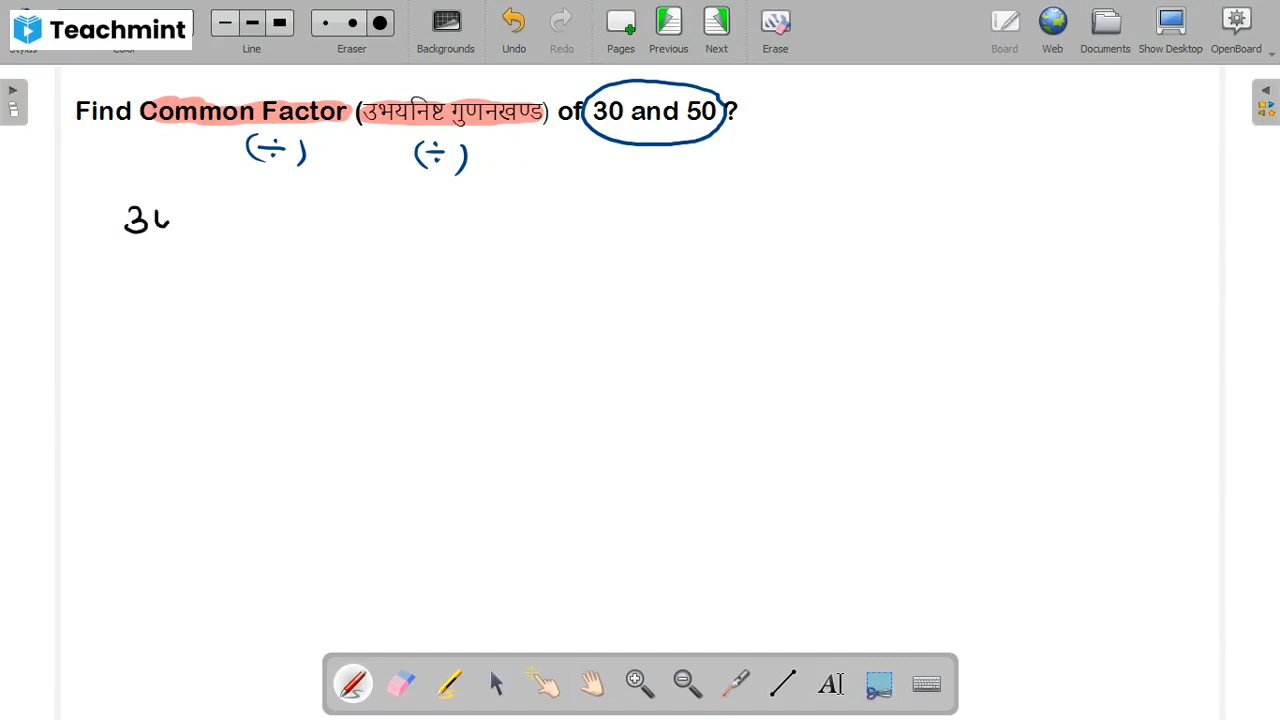 Teachmint
Color Line Eraser Backgrounds Undo Redo Pages Previous Next Erase Board Web Documents Show Desktop OpenBoard
Find Common Factor (उभयनिष्ट गुणनखण्ड) of 30 and 50 ?
(÷) (÷)
3